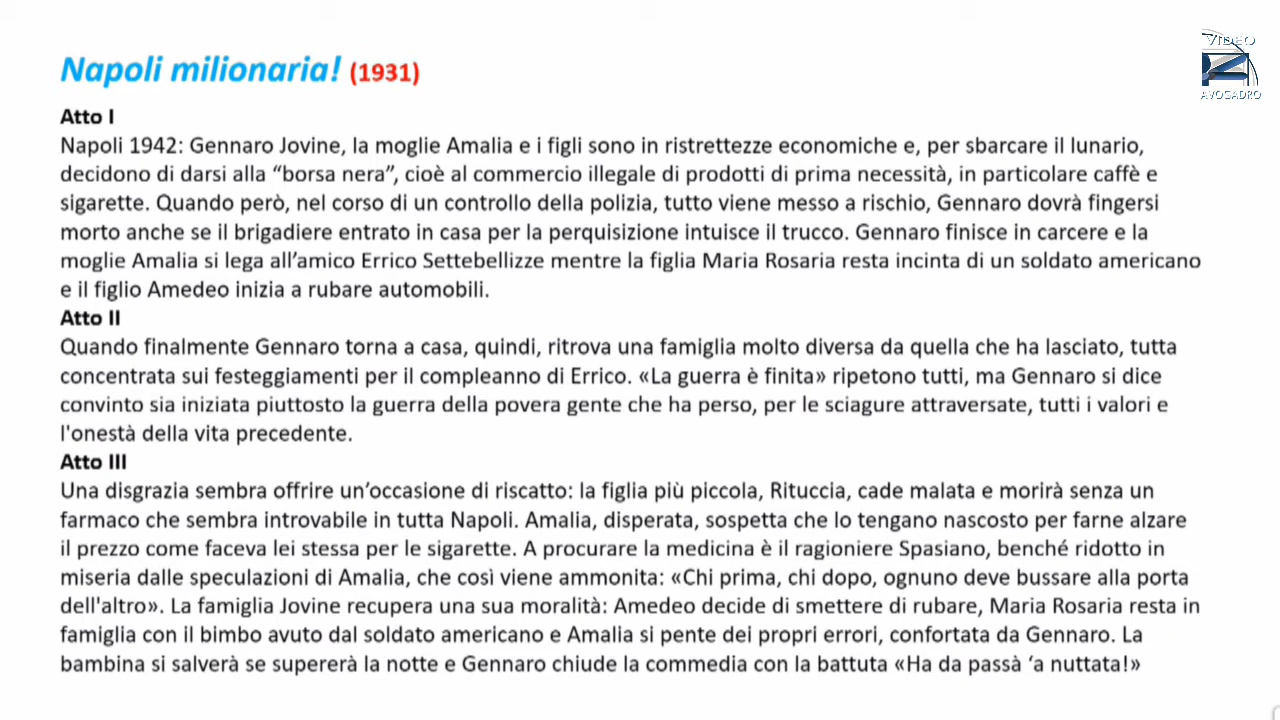 Napoli milionaria! (1931)
VIDEO
AVOGADRO
Atto I
Napoli 1942: Gennaro Jovine, la moglie Amalia e i figli sono in ristrettezze economiche e, per sbarcare il lunario,
decidono di darsi alla “borsa nera”, cioè al commercio illegale di prodotti di prima necessità, in particolare caffè e
sigarette. Quando però, nel corso di un controllo della polizia, tutto viene messo a rischio, Gennaro dovrà fingersi
morto anche se il brigadiere entrato in casa per la perquisizione intuisce il trucco. Gennaro finisce in carcere e la
moglie Amalia si lega all’amico Errico Settebellizze mentre la figlia Maria Rosaria resta incinta di un soldato americano
e il figlio Amedeo inizia a rubare automobili.
Atto II
Quando finalmente Gennaro torna a casa, quindi, ritrova una famiglia molto diversa da quella che ha lasciato, tutta
concentrata sui festeggiamenti per il compleanno di Errico. «La guerra è finita» ripetono tutti, ma Gennaro si dice
convinto sia iniziata piuttosto la guerra della povera gente che ha perso, per le sciagure attraversate, tutti i valori e
l'onestà della vita precedente.
Atto III
Una disgrazia sembra offrire un’occasione di riscatto: la figlia più piccola, Rituccia, cade malata e morirà senza un
farmaco che sembra introvabile in tutta Napoli. Amalia, disperata, sospetta che lo tengano nascosto per farne alzare
il prezzo come faceva lei stessa per le sigarette. A procurare la medicina è il ragioniere Spasiano, benché ridotto in
miseria dalle speculazioni di Amalia, che così viene ammonita: «Chi prima, chi dopo, ognuno deve bussare alla porta
dell'altro». La famiglia Jovine recupera una sua moralità: Amedeo decide di smettere di rubare, Maria Rosaria resta in
famiglia con il bimbo avuto dal soldato americano e Amalia si pente dei propri errori, confortata da Gennaro. La
bambina si salverà se supererà la notte e Gennaro chiude la commedia con la battuta «Ha da passà ‘a nuttata!»